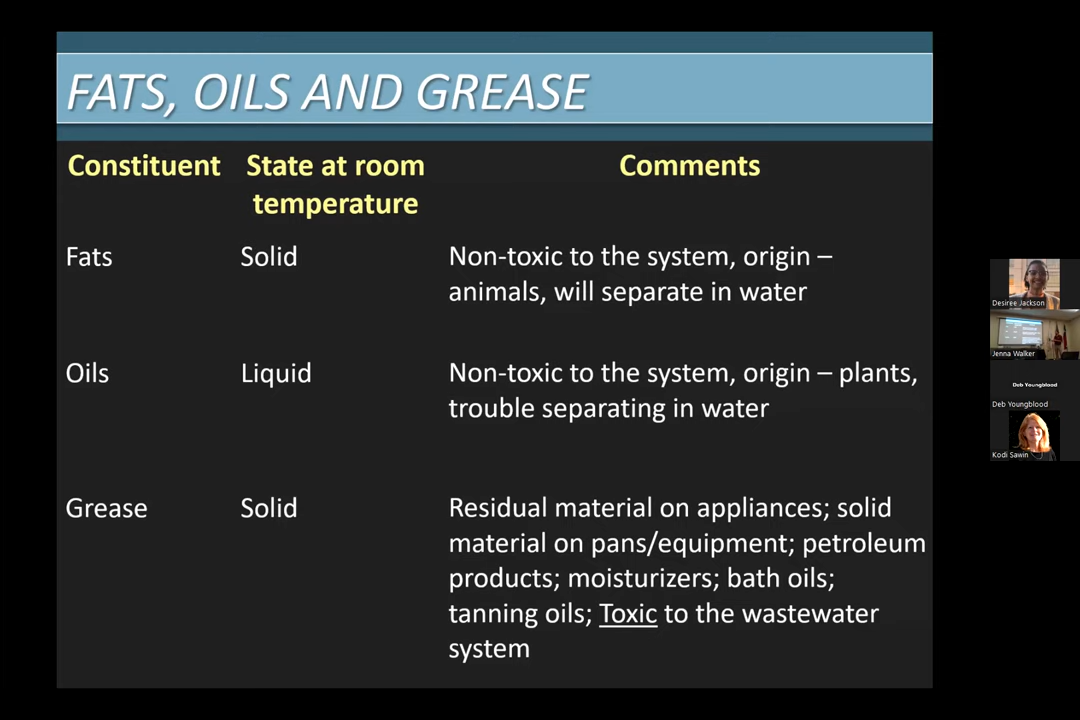 FATS, OILS AND GREASE
Constituent State at room temperature Comments
Fats Solid Non-toxic to the system, origin –
animals, will separate in water
Oils Liquid Non-toxic to the system, origin – plants,
trouble separating in water
Grease Solid Residual material on appliances; solid
material on pans/equipment; petroleum
products; moisturizers; bath oils;
tanning oils; Toxic to the wastewater
system
Desiree Jackson
Jenna Walker
Deb Youngblood
Deb Youngblood
Kodi Sawin